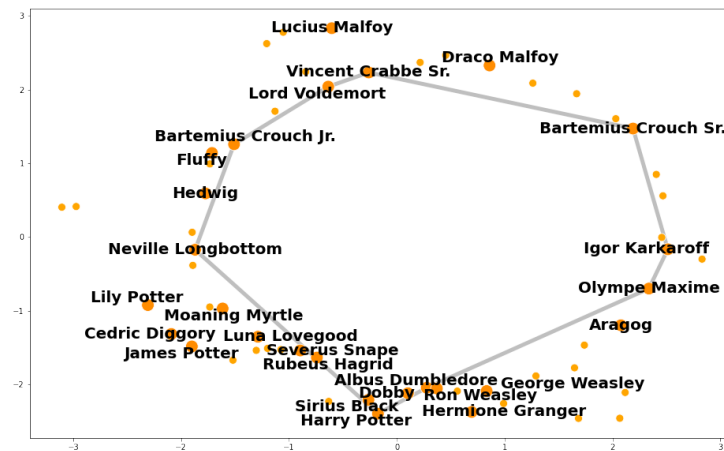 3
Lucius Malfoy
Draco Malfoy
Vincent Crabbe Sr.
2
Lord Voldemort
Bartemius Crouch Jr.
Bartemius Crouch Sr.
Fluffy
1
Hedwig
0
Neville Longbottom
Igor Karkaroff
Olympe Maxime
Lily Potter
−1
Moaning Myrtle
Aragog
Cedric Diggory
Luna Lovegood
James Potter
Severus Snape
Rubeus Hagrid
Albus Dumbledore
George Weasley
−2
Dobby
Ron Weasley
Sirius Black
Hermione Granger
Harry Potter
−3 −2 −1 0 1 2 3